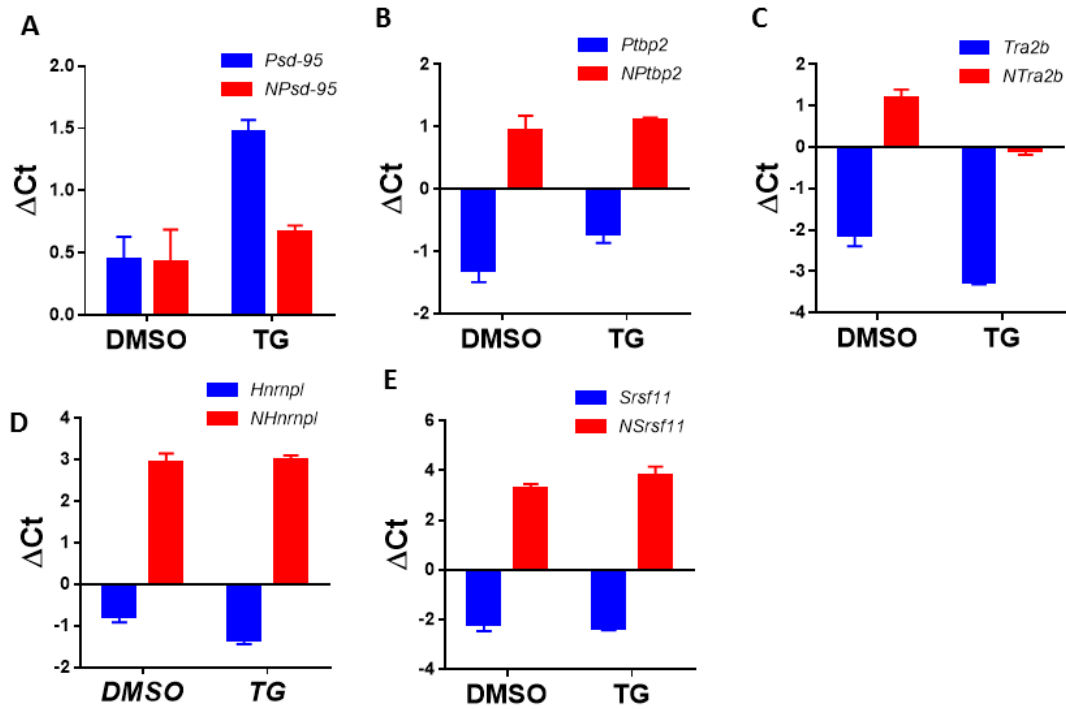 A
Psd-95
NPsd-95
ΔCt
2.0
1.5
1.0
0.5
0.0
DMSO TG
B
Ptbp2
NPtbp2
ΔCt
2
1
0
-1
-2
DMSO TG
C
Tra2b
NTra2b
ΔCt
2
1
0
-1
-2
-3
-4
DMSO TG
D
Hnrnpl
NHnrnpl
ΔCt
4
3
2
1
0
-1
-2
DMSO TG
E
Srsf11
NSrsf11
ΔCt
6
4
2
0
-2
-4
DMSO TG